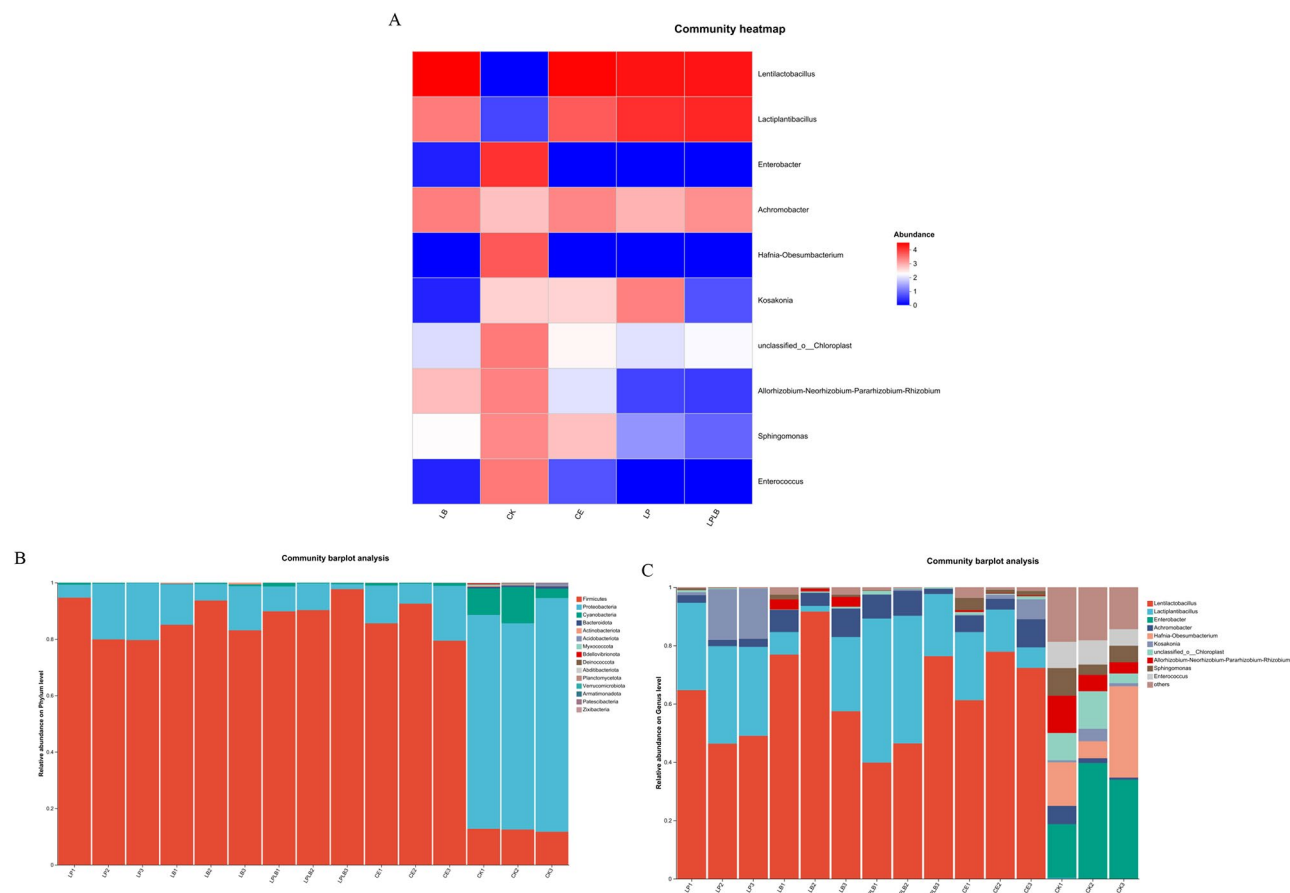 A
Community heatmap
Lentilactobacillus
Lactiplantibacillus
Enterobacter
Achromobacter
Hafnia-Obesumbacterium
Kosakonia
unclassified_o__Chloroplast
Allorhizobium-Neorhizobium-Pararhizobium-Rhizobium
Sphingomonas
Enterococcus
LB
CK
CE
LP
LPLB
Abundance
4
3
2
1
0
B
Community barplot analysis
Relative abundance on Phylum level
1
0.8
0.6
0.4
0.2
0
LP1
LP2
LP3
LB1
LB2
LB3
LPLB1
LPLB2
LPLB3
CE1
CE2
CE3
CK1
CK2
CK3
Firmicutes
Proteobacteria
Cyanobacteria
Bacteroidota
Actinobacteriota
Acidobacteriota
Myxococcota
Bdellovibrionota
Deinococcota
Abditibacteriota
Planctomycetota
Verrucomicrobiota
Armatimonadota
Patescibacteria
Zixibacteria
C
Community barplot analysis
Relative abundance on Genus level
1
0.8
0.6
0.4
0.2
0
LP1
LP2
LP3
LB1
LB2
LB3
LPLB1
LPLB2
LPLB3
CE1
CE2
CE3
CK1
CK2
CK3
Lentilactobacillus
Lactiplantibacillus
Enterobacter
Achromobacter
Hafnia-Obesumbacterium
Kosakonia
unclassified_o__Chloroplast
Allorhizobium-Neorhizobium-Pararhizobium-Rhizobium
Sphingomonas
Enterococcus
others